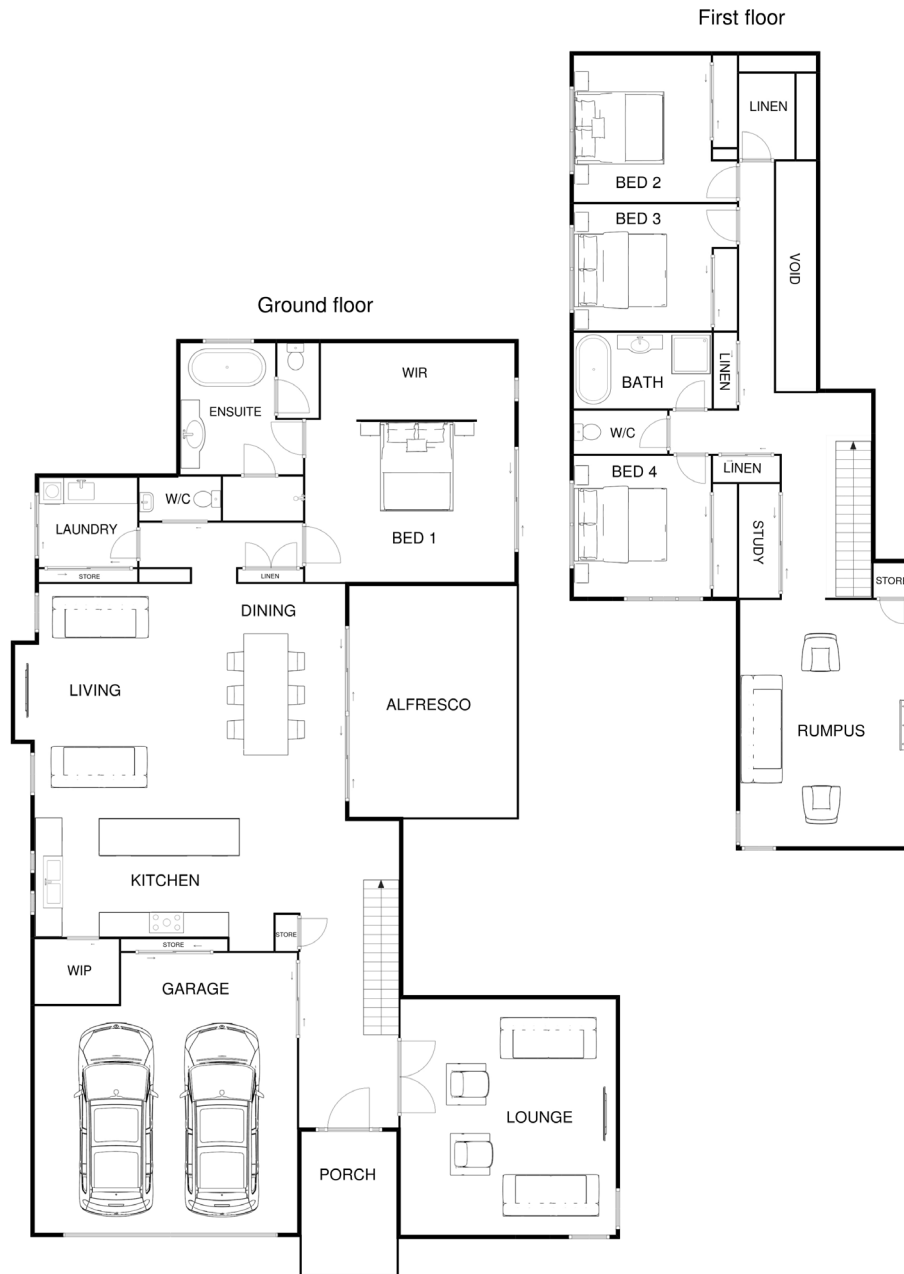 First floor
LINEN
BED 2
BED 3
VOID
LINEN
BATH
W/C
BED 4
LINEN
STUDY
STORE
RUMPUS
Ground floor
WIR
ENSUITE
W/C
LAUNDRY
BED 1
STORE
LINEN
DINING
LIVING
ALFRESCO
KITCHEN
STORE
STORE
WIP
GARAGE
LOUNGE
PORCH